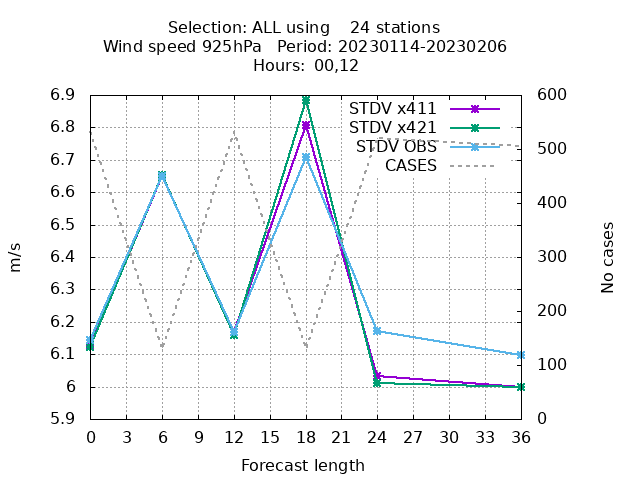 Selection: ALL using    24 stations
Wind speed 925hPa   Period: 20230114-20230206
Hours:  00,12
STDV x411
STDV x421
STDV OBS
CASES
6.9
6.8
6.7
6.6
6.5
6.4
6.3
6.2
6.1
6
5.9
600
500
400
300
200
100
0
m/s
No cases
0 3 6 9 12 15 18 21 24 27 30 33 36
Forecast length